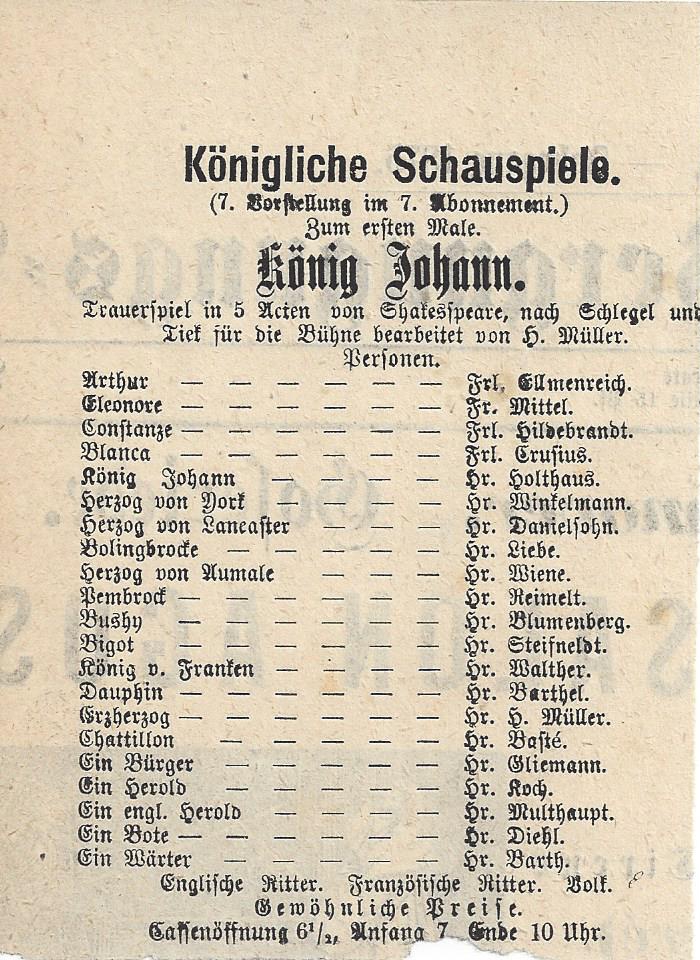 Königliche Schauspiele.
(7. Vorstellung im 7. Abonnement.)
Zum ersten Male.
König Johann.
Trauerspiel in 5 Acten von Shakesspeare, nach Schlegel und
Tiek für die Bühne bearbeitet von H. Müller.
Personen.
Arthur — — — — — — Frl. Ellmenreich.
Eleonore — — — — — — Fr. Mittel.
Constanze — — — — — — Frl. Hildebrandt.
Blanca — — — — — — Frl. Crusius.
König Johann — — — — Hr. Holthaus.
Herzog von York — — — — Hr. Winkelmann.
Herzog von Lancaster — — — Hr. Danielsohn.
Bolingbrocke — — — — — Hr. Liebe.
Herzog von Aumale — — — — Hr. Wiene.
Pembrock — — — — — — Hr. Reimelt.
Bushy — — — — — — Hr. Blumenberg.
Bigot — — — — — — Hr. Steifneldt.
König v. Franken — — — — Hr. Walther.
Dauphin — — — — — — Hr. Barthel.
Erzherzog — — — — — — Hr. H. Müller.
Chattillon — — — — — Hr. Basté.
Ein Bürger — — — — — Hr. Gliemann.
Ein Herold — — — — — Hr. Koch.
Ein engl. Herold — — — — Hr. Multhaupt.
Ein Bote — — — — — — Hr. Diehl.
Ein Wärter — — — — — Hr. Barth.
Englische Ritter. Französische Ritter. Volk.
Gewöhnliche Preise.
Cassenöffnung 6½, Anfang 7 Ende 10 Uhr.